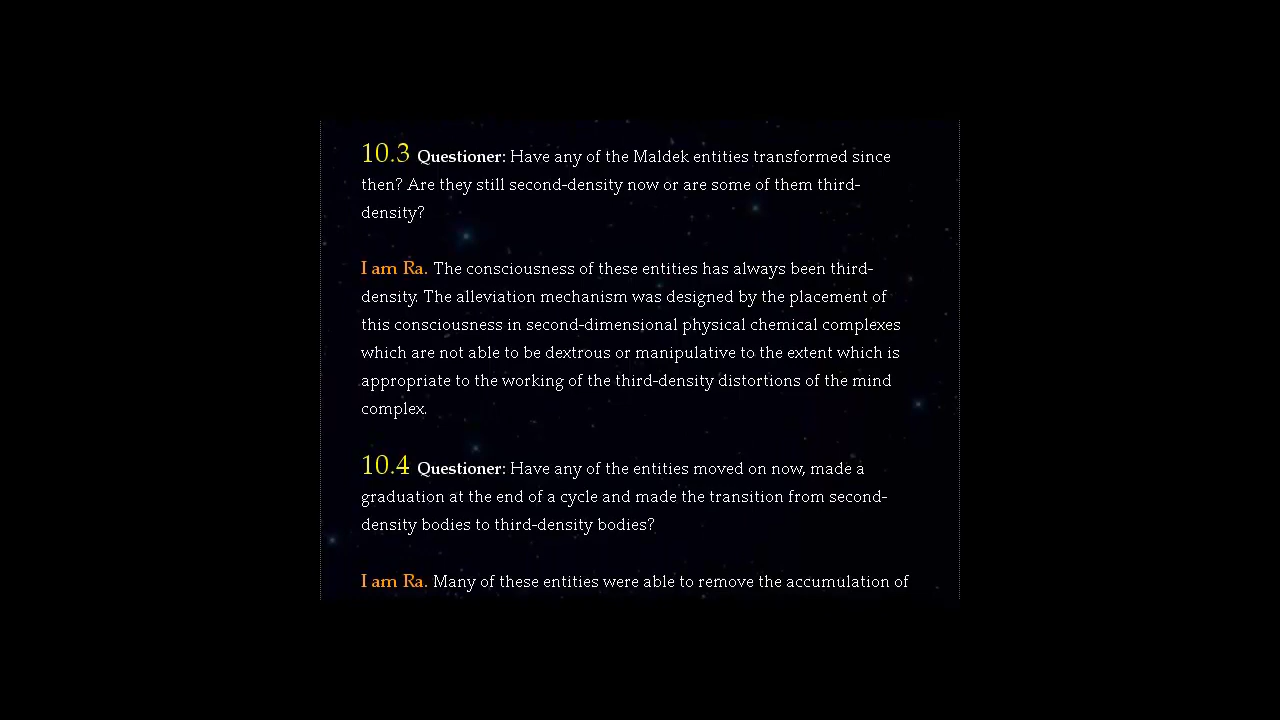 10.3 Questioner: Have any of the Maldek entities transformed since
then? Are they still second-density now or are some of them third-
density?
I am Ra. The consciousness of these entities has always been third-
density. The alleviation mechanism was designed by the placement of
this consciousness in second-dimensional physical chemical complexes
which are not able to be dextrous or manipulative to the extent which is
appropriate to the working of the third-density distortions of the mind
complex.
10.4 Questioner: Have any of the entities moved on now, made a
graduation at the end of a cycle and made the transition from second-
density bodies to third-density bodies?
I am Ra. Many of these entities were able to remove the accumulation of